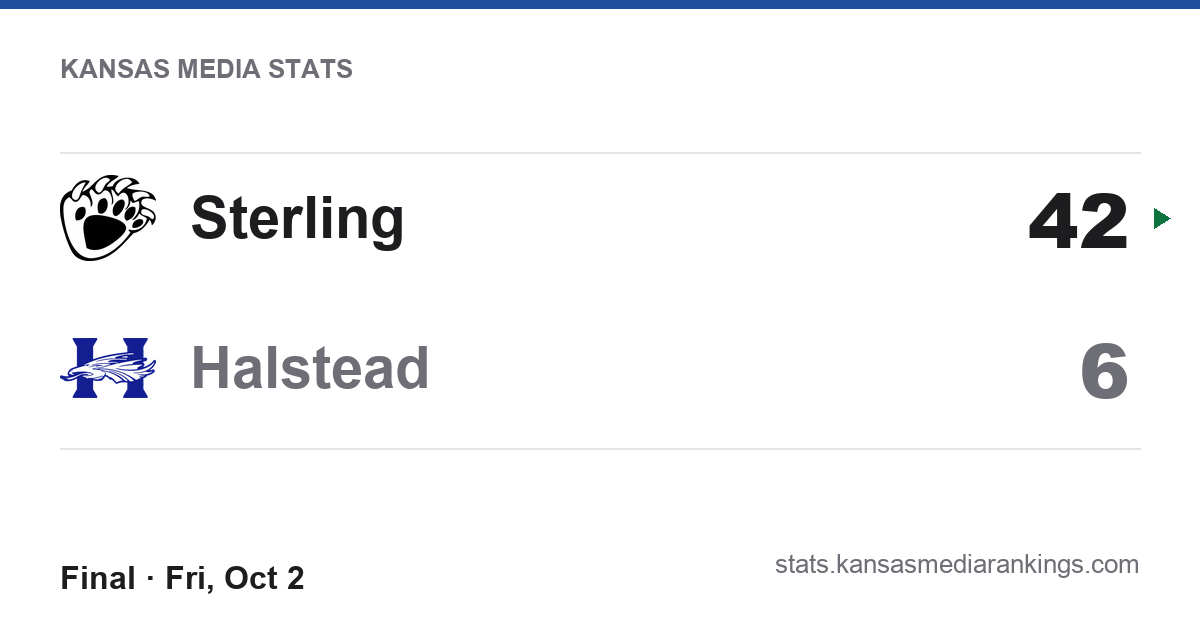 KANSAS MEDIA STATS
Sterling 42
H
Halstead 6
Final · Fri, Oct 2
stats.kansasmediarankings.com